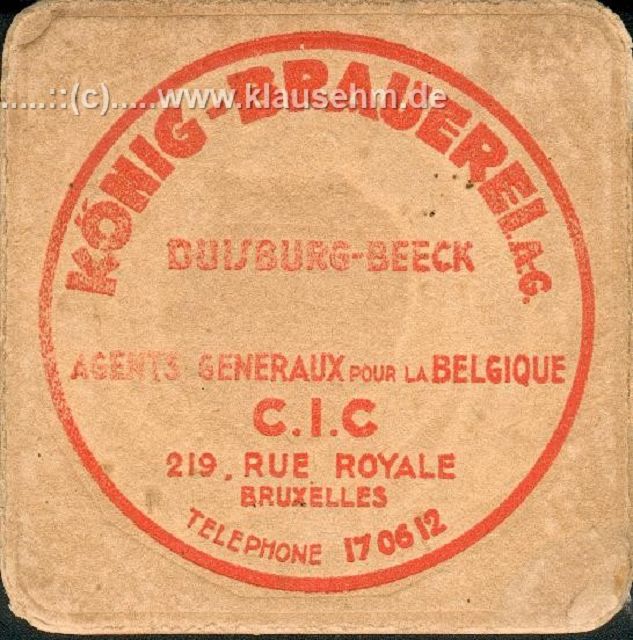 KÖNIG-BRAUEREI A.G.
......::(c).....www.klausehm.de
DUISBURG-BEECK
AGENTS GENERAUX POUR LA BELGIQUE
C.I.C
219, RUE ROYALE
BRUXELLES
TELEPHONE 17 06 12